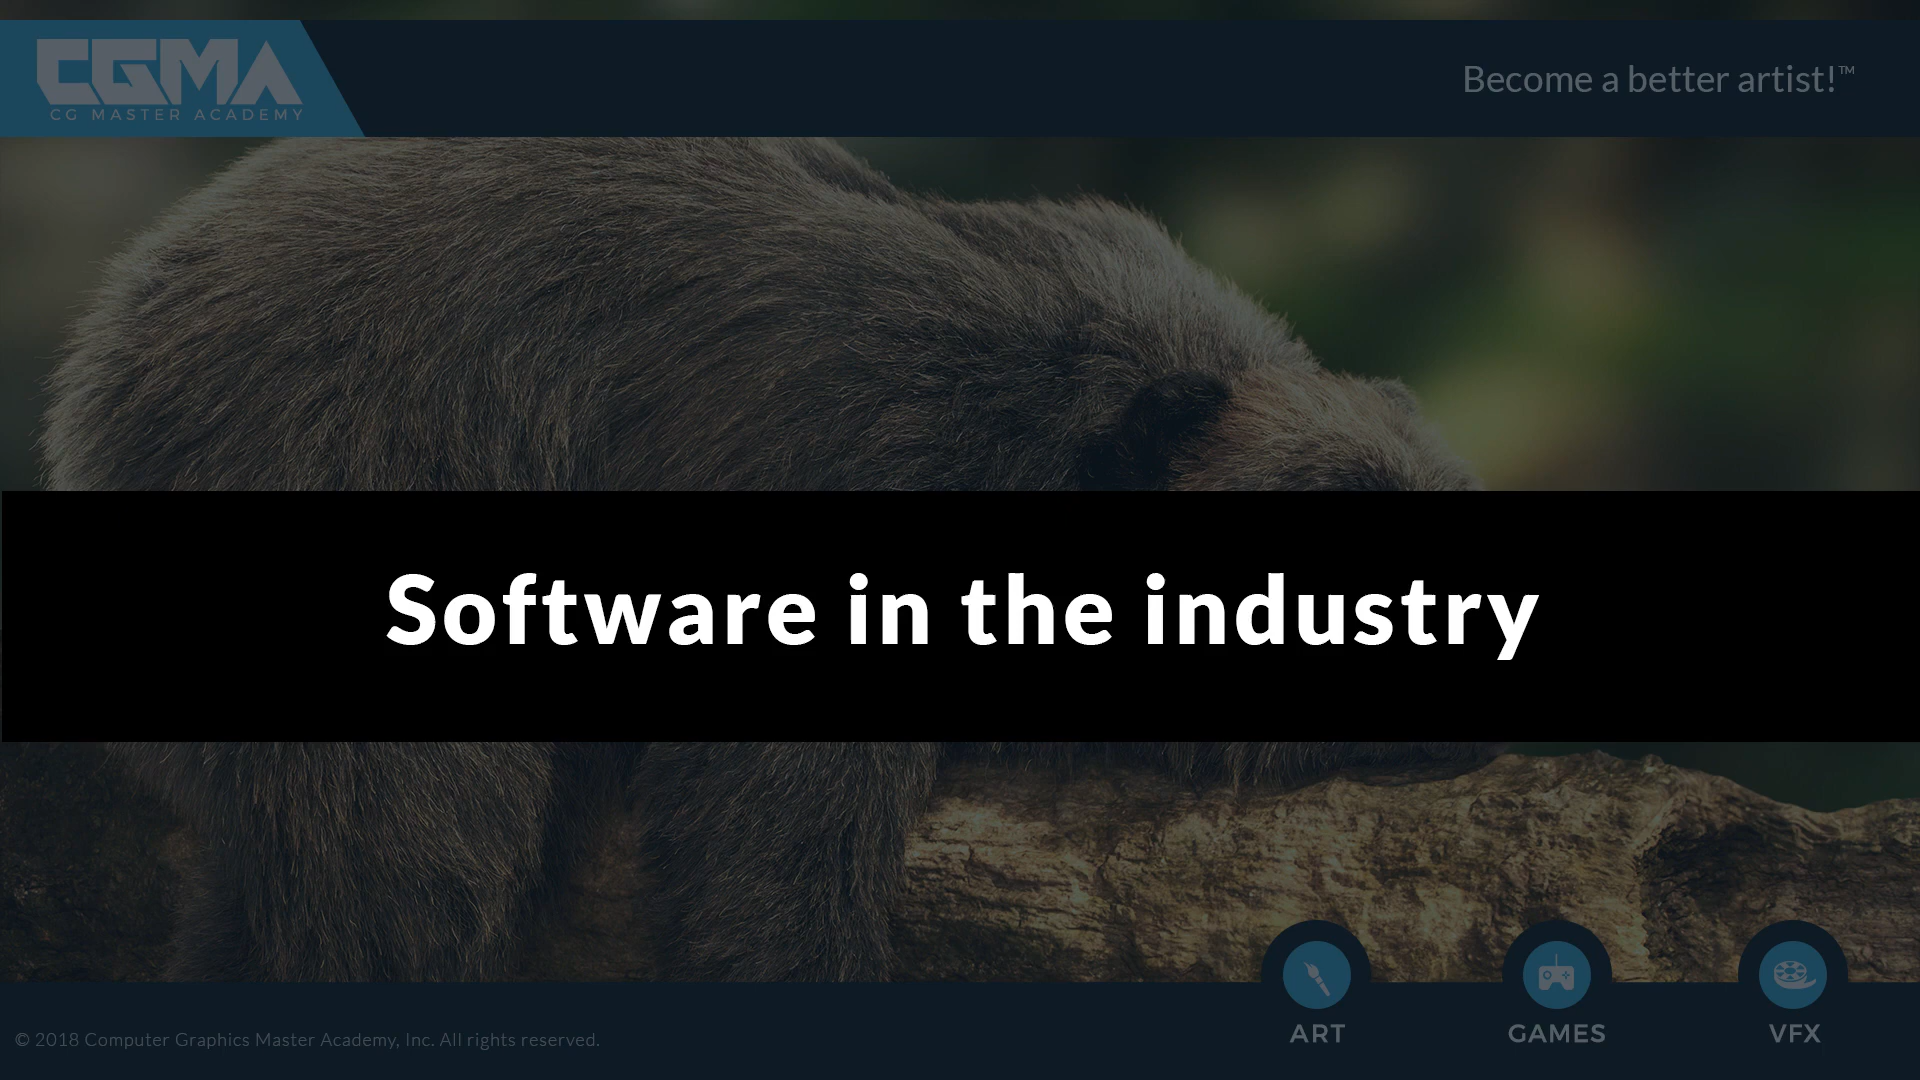 CGMA
CG MASTER ACADEMY
Become a better artist!™
Software in the industry
ART
GAMES
VFX
© 2018 Computer Graphics Master Academy, Inc. All rights reserved.